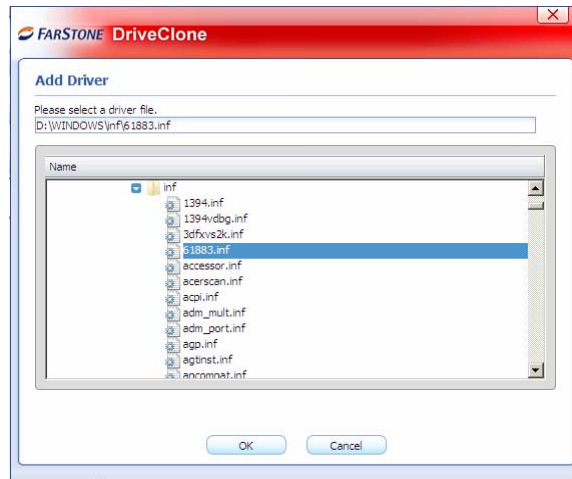 FARSTONE DriveClone
Add Driver
Please select a driver file.
D:\WINDOWS\inf\61883.inf
Name
inf
1394.inf
1394vdbg.inf
3dfxvs2k.inf
61883.inf
accessor.inf
acerscan.inf
acpi.inf
adm_mult.inf
adm_port.inf
agp.inf
agtinst.inf
apcompat.inf
OK Cancel